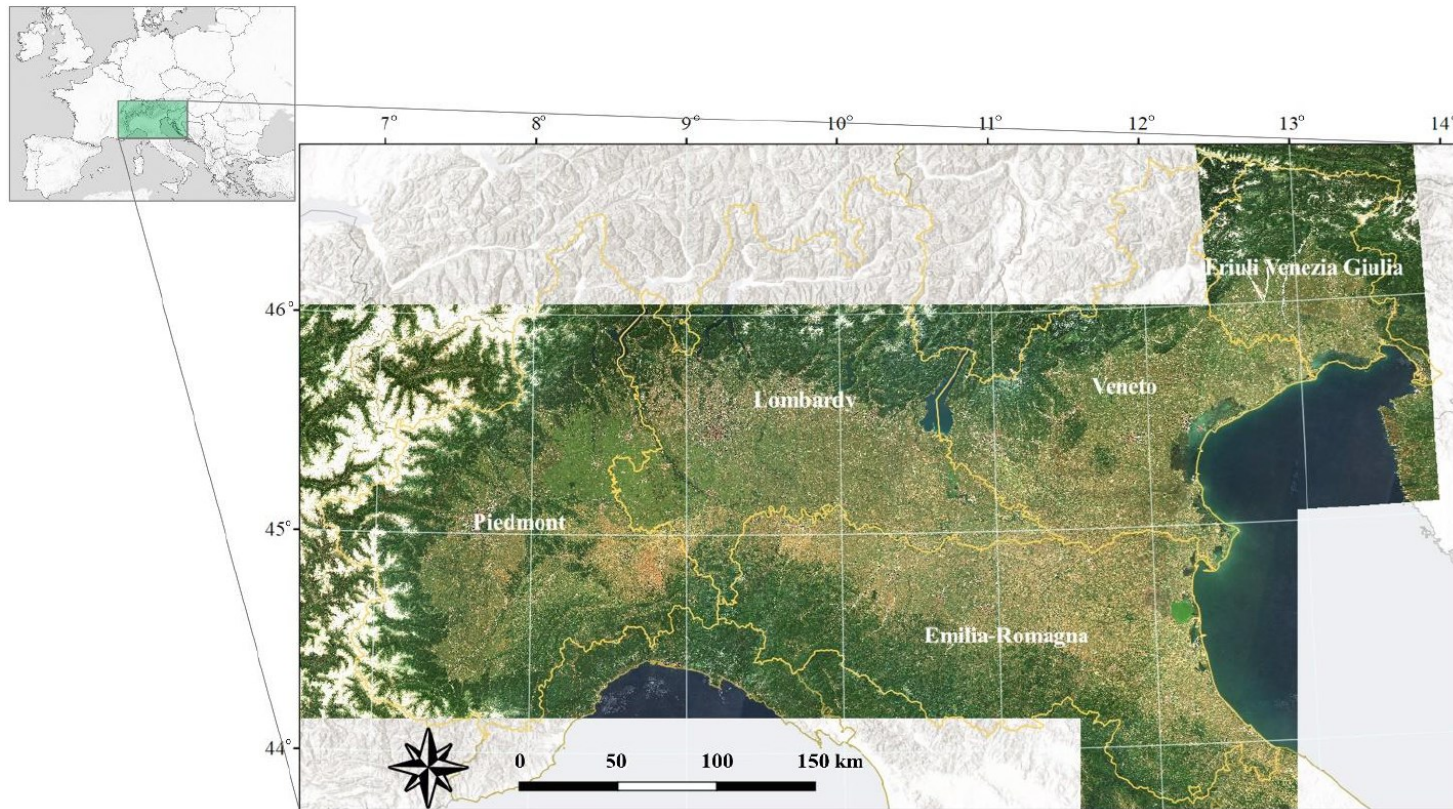 7° 8° 9° 10° 11° 12° 13° 14°
Friuli Venezia Giulia
46°
Veneto
Lombardy
45°
Piedmont
Emilia-Romagna
44°
0 50 100 150 km